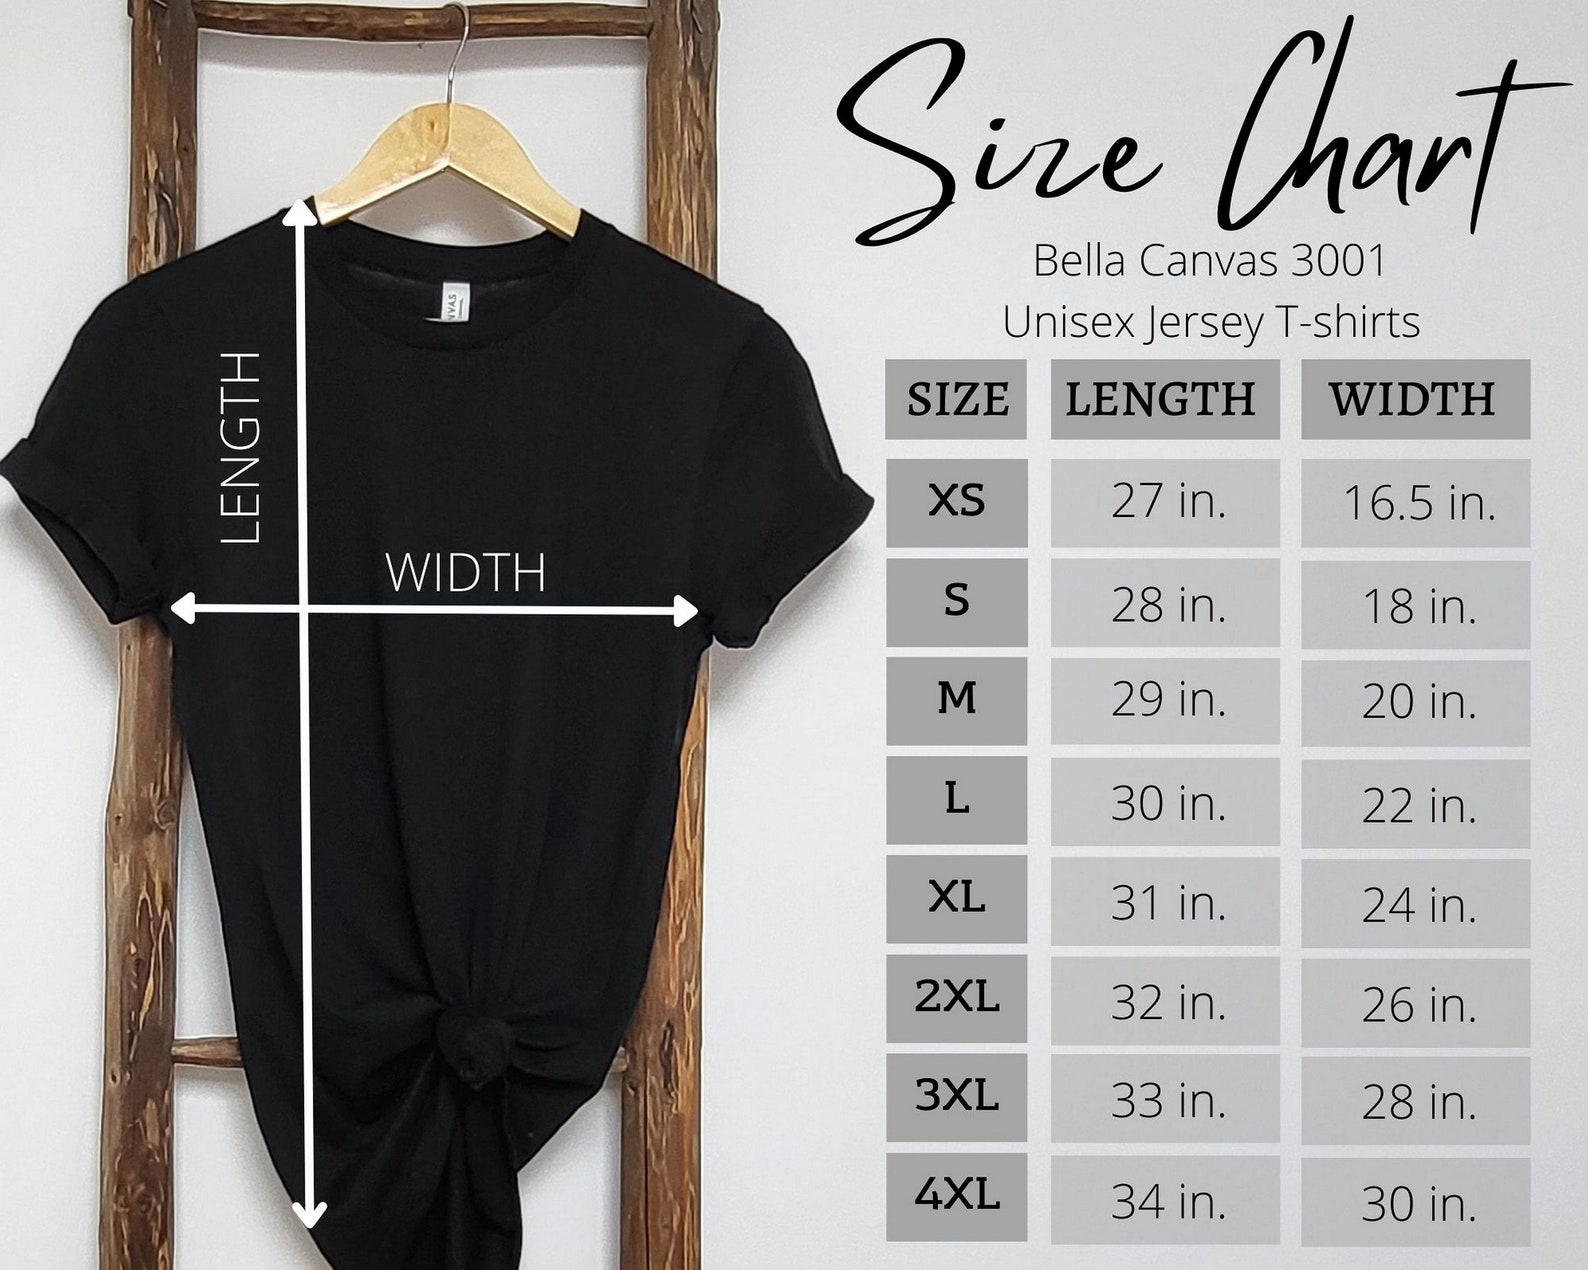 Size Chart
Bella Canvas 3001
Unisex Jersey T-shirts
LENGTH
WIDTH
SIZE LENGTH WIDTH
XS 27 in. 16.5 in.
S 28 in. 18 in.
M 29 in. 20 in.
L 30 in. 22 in.
XL 31 in. 24 in.
2XL 32 in. 26 in.
3XL 33 in. 28 in.
4XL 34 in. 30 in.